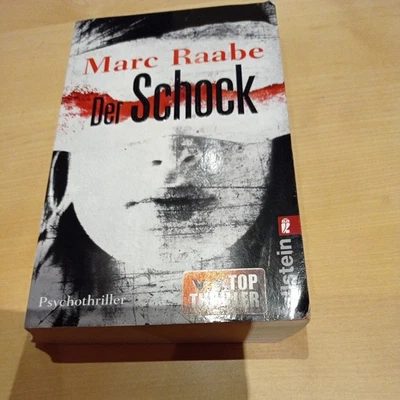 Marc Raabe
Der Schock
Psychothriller
TOP
THRILLER
Ullstein